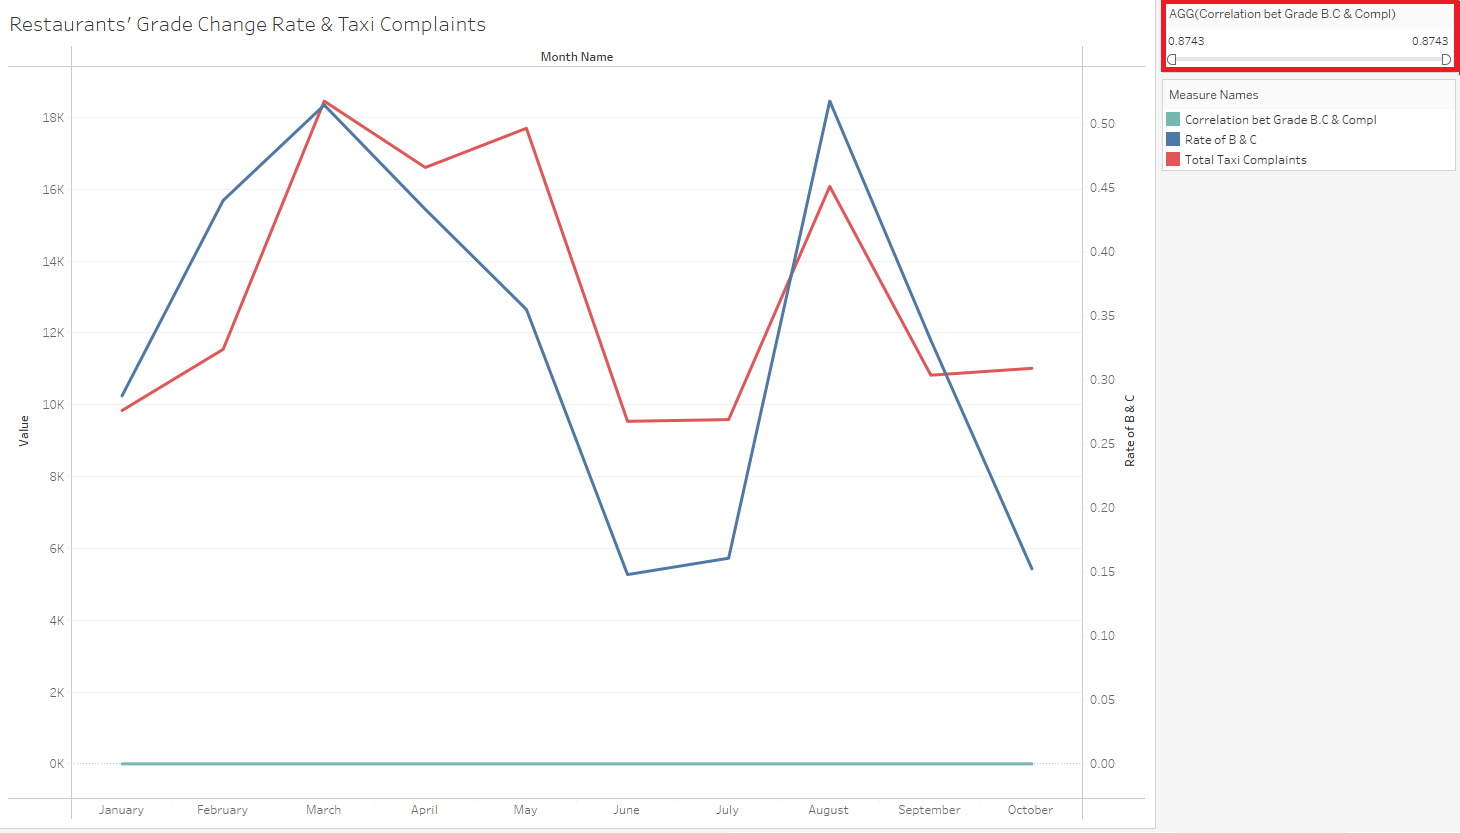 Restaurants' Grade Change Rate & Taxi Complaints
Month Name
18K
16K
14K
12K
10K
8K
6K
4K
2K
0K
Value
January February March April May June July August September October
0.50
0.45
0.40
0.35
0.30
0.25
0.20
0.15
0.10
0.05
0.00
Rate of B & C
AGG(Correlation bet Grade B.C & Compl)
0.8743 0.8743
Measure Names
Correlation bet Grade B.C & Compl
Rate of B & C
Total Taxi Complaints